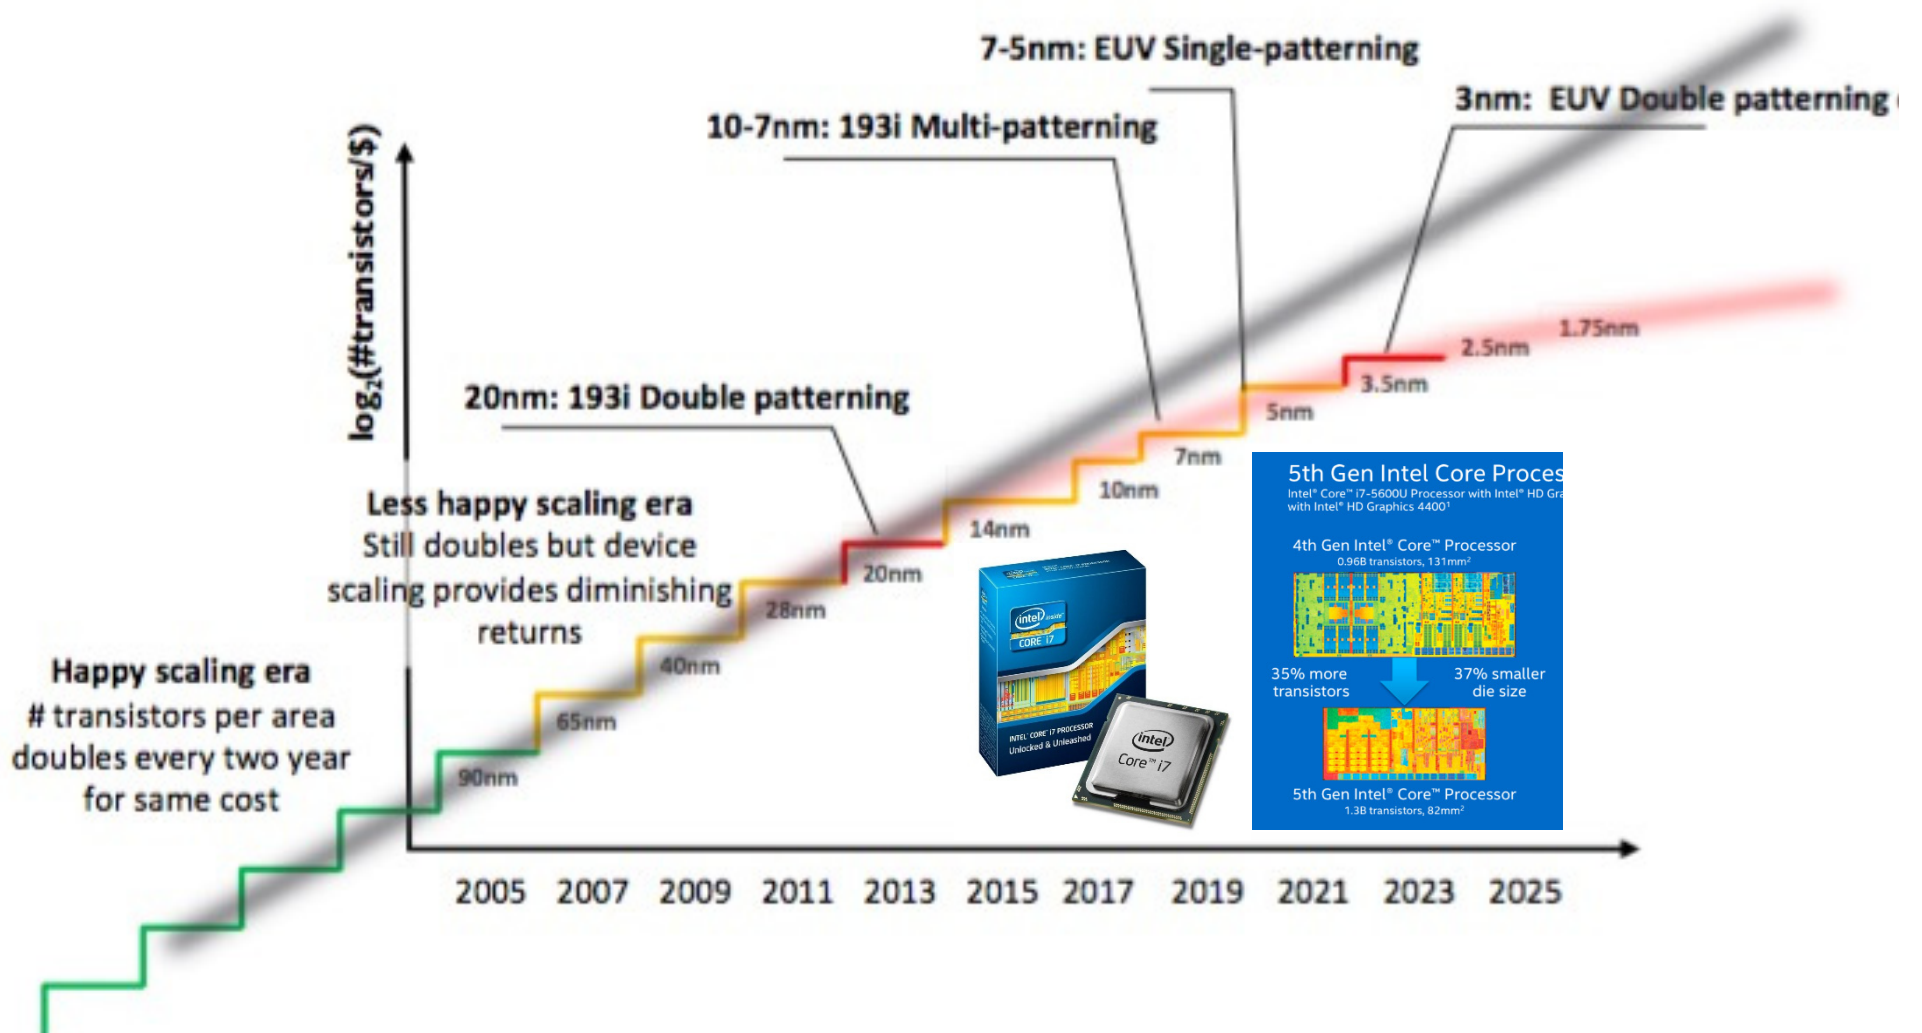 7-5nm: EUV Single-patterning
3nm:  EUV Double patterning
10-7nm: 193i Multi-patterning
log₂(#transistors/$)
1.75nm
2.5nm
3.5nm
20nm: 193i Double patterning
5nm
7nm
10nm
14nm
20nm
28nm
40nm
65nm
90nm
Less happy scaling era
Still doubles but device
scaling provides diminishing
returns
Happy scaling era
# transistors per area
doubles every two year
for same cost
intel inside
CORE i7
INTEL CORE i7 PROCESSOR
Unlocked & Unleashed
intel
Core™ i7
5th Gen Intel Core Proces
Intel® Core™ i7-5600U Processor with Intel® HD Gra
with Intel® HD Graphics 4400¹
4th Gen Intel® Core™ Processor
0.96B transistors, 131mm²
35% more
transistors
37% smaller
die size
5th Gen Intel® Core™ Processor
1.3B transistors, 82mm²
2005 2007 2009 2011 2013 2015 2017 2019 2021 2023 2025